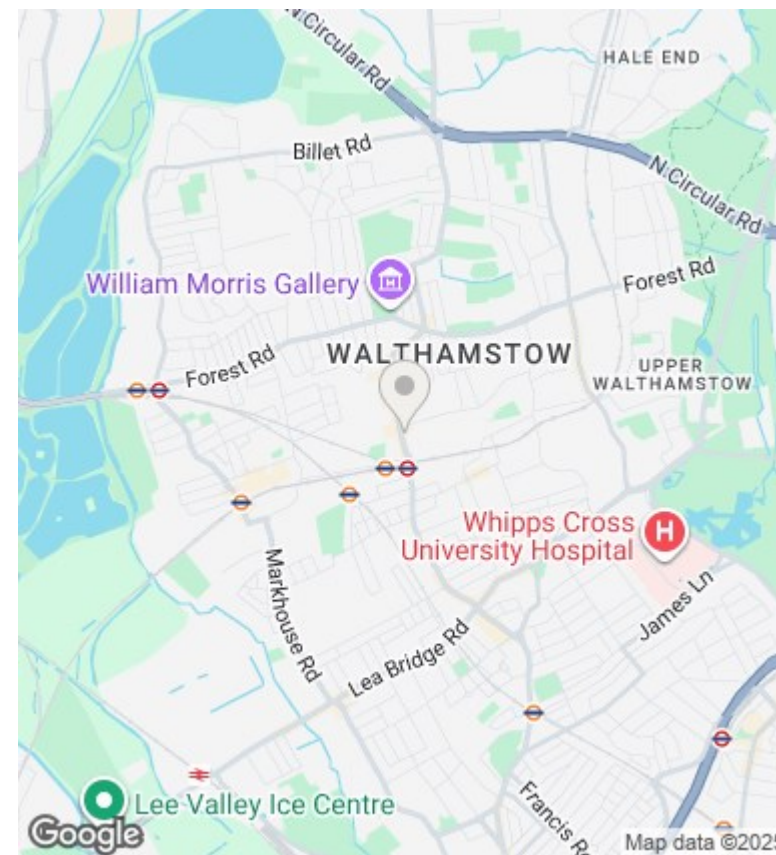 N Circular Rd
HALE END
Billet Rd
N Circular Rd
William Morris Gallery
Forest Rd
WALTHAMSTOW
Forest Rd
UPPER
WALTHAMSTOW
Whipps Cross
University Hospital
H
Markhouse Rd
James Ln
Lea Bridge Rd
Lee Valley Ice Centre
Francis R
Google
Map data ©2025